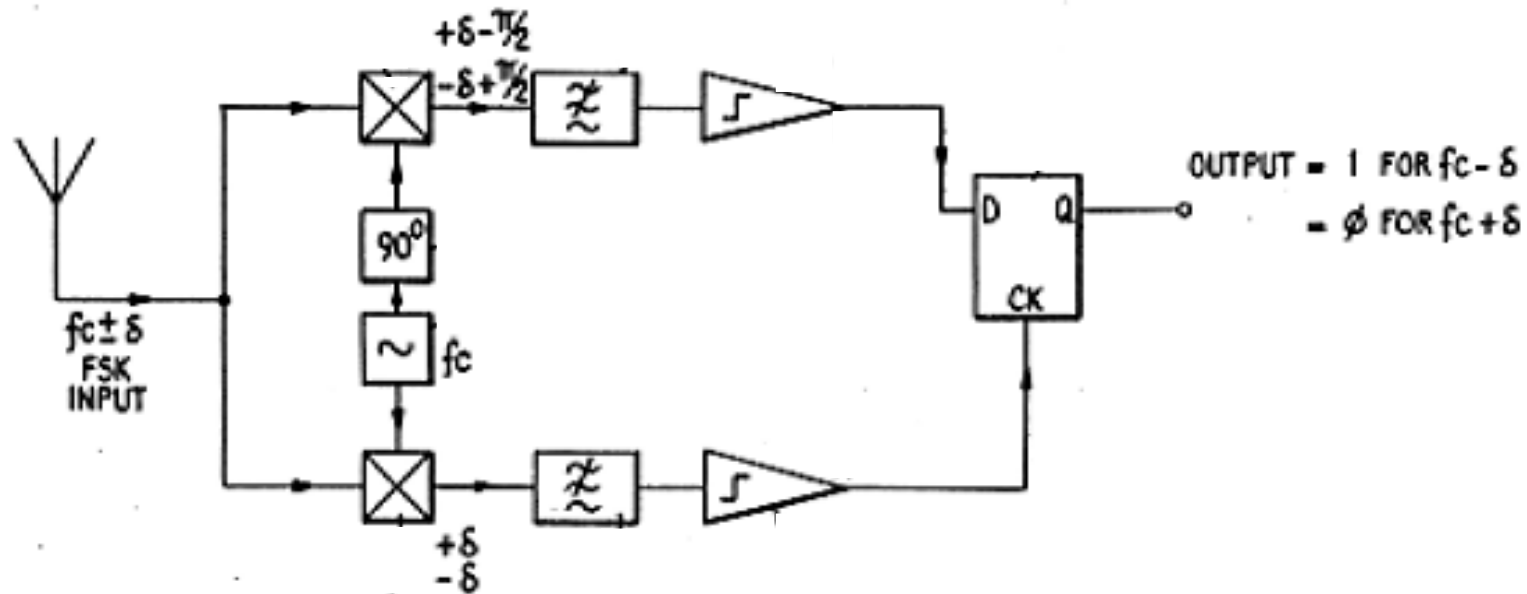 +δ-π/2
-δ+π/2
D Q
CK
OUTPUT = 1 FOR fc-δ
= ∅ FOR fc+δ
90°
~
fc
fc±δ
FSK
INPUT
+δ
-δ